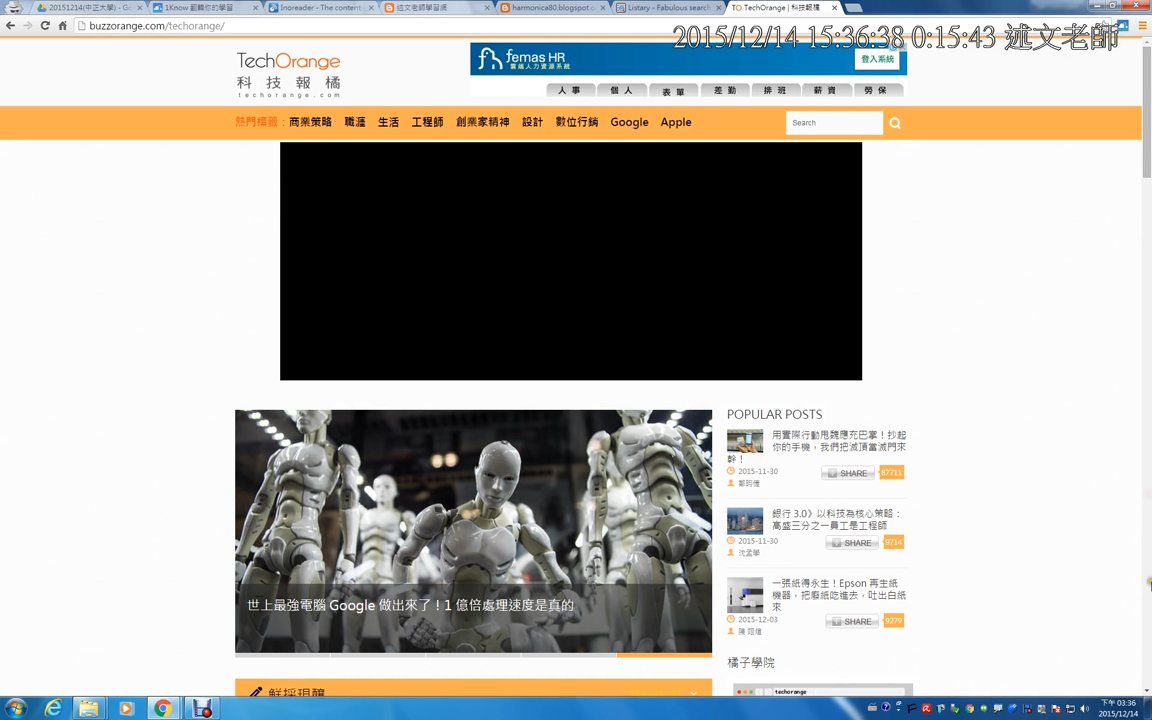 20151214(中正大學) - Go
1Know 翻轉你的學習
Inoreader - The content
述文老師學習網
harmonica80.blogspot.c
Listary - Fabulous search
TO TechOrange | 科技報橘
buzzorange.com/techorange/
2015/12/14 15:36:38 0:15:43 述文老師
TechOrange
科技報橘
techorange.com
femas HR
雲端人力資源系統
登入系統
人事 個人 表單 差勤 排班 薪資 勞保
熱門標籤： 商業策略 職涯 生活 工程師 創業家精神 設計 數位行銷 Google Apple
Search
POPULAR POSTS
用實際行動甩魏應充巴掌！抄起
你的手機，我們把滅頂當滅門來
幹！
2015-11-30
SHARE 87711
銀行 3.0》以科技為核心策略：
高盛三分之一員工是工程師
2015-11-30
SHARE 9714
沈孟學
一張紙得永生！Epson 再生紙
機器，把廢紙吃進去，吐出白紙
來
2015-12-03
SHARE 9279
世上最強電腦 Google 做出來了！1 億倍處理速度是真的
橘子學院
techorange
鮮採現釀
下午 03:36
2015/12/14